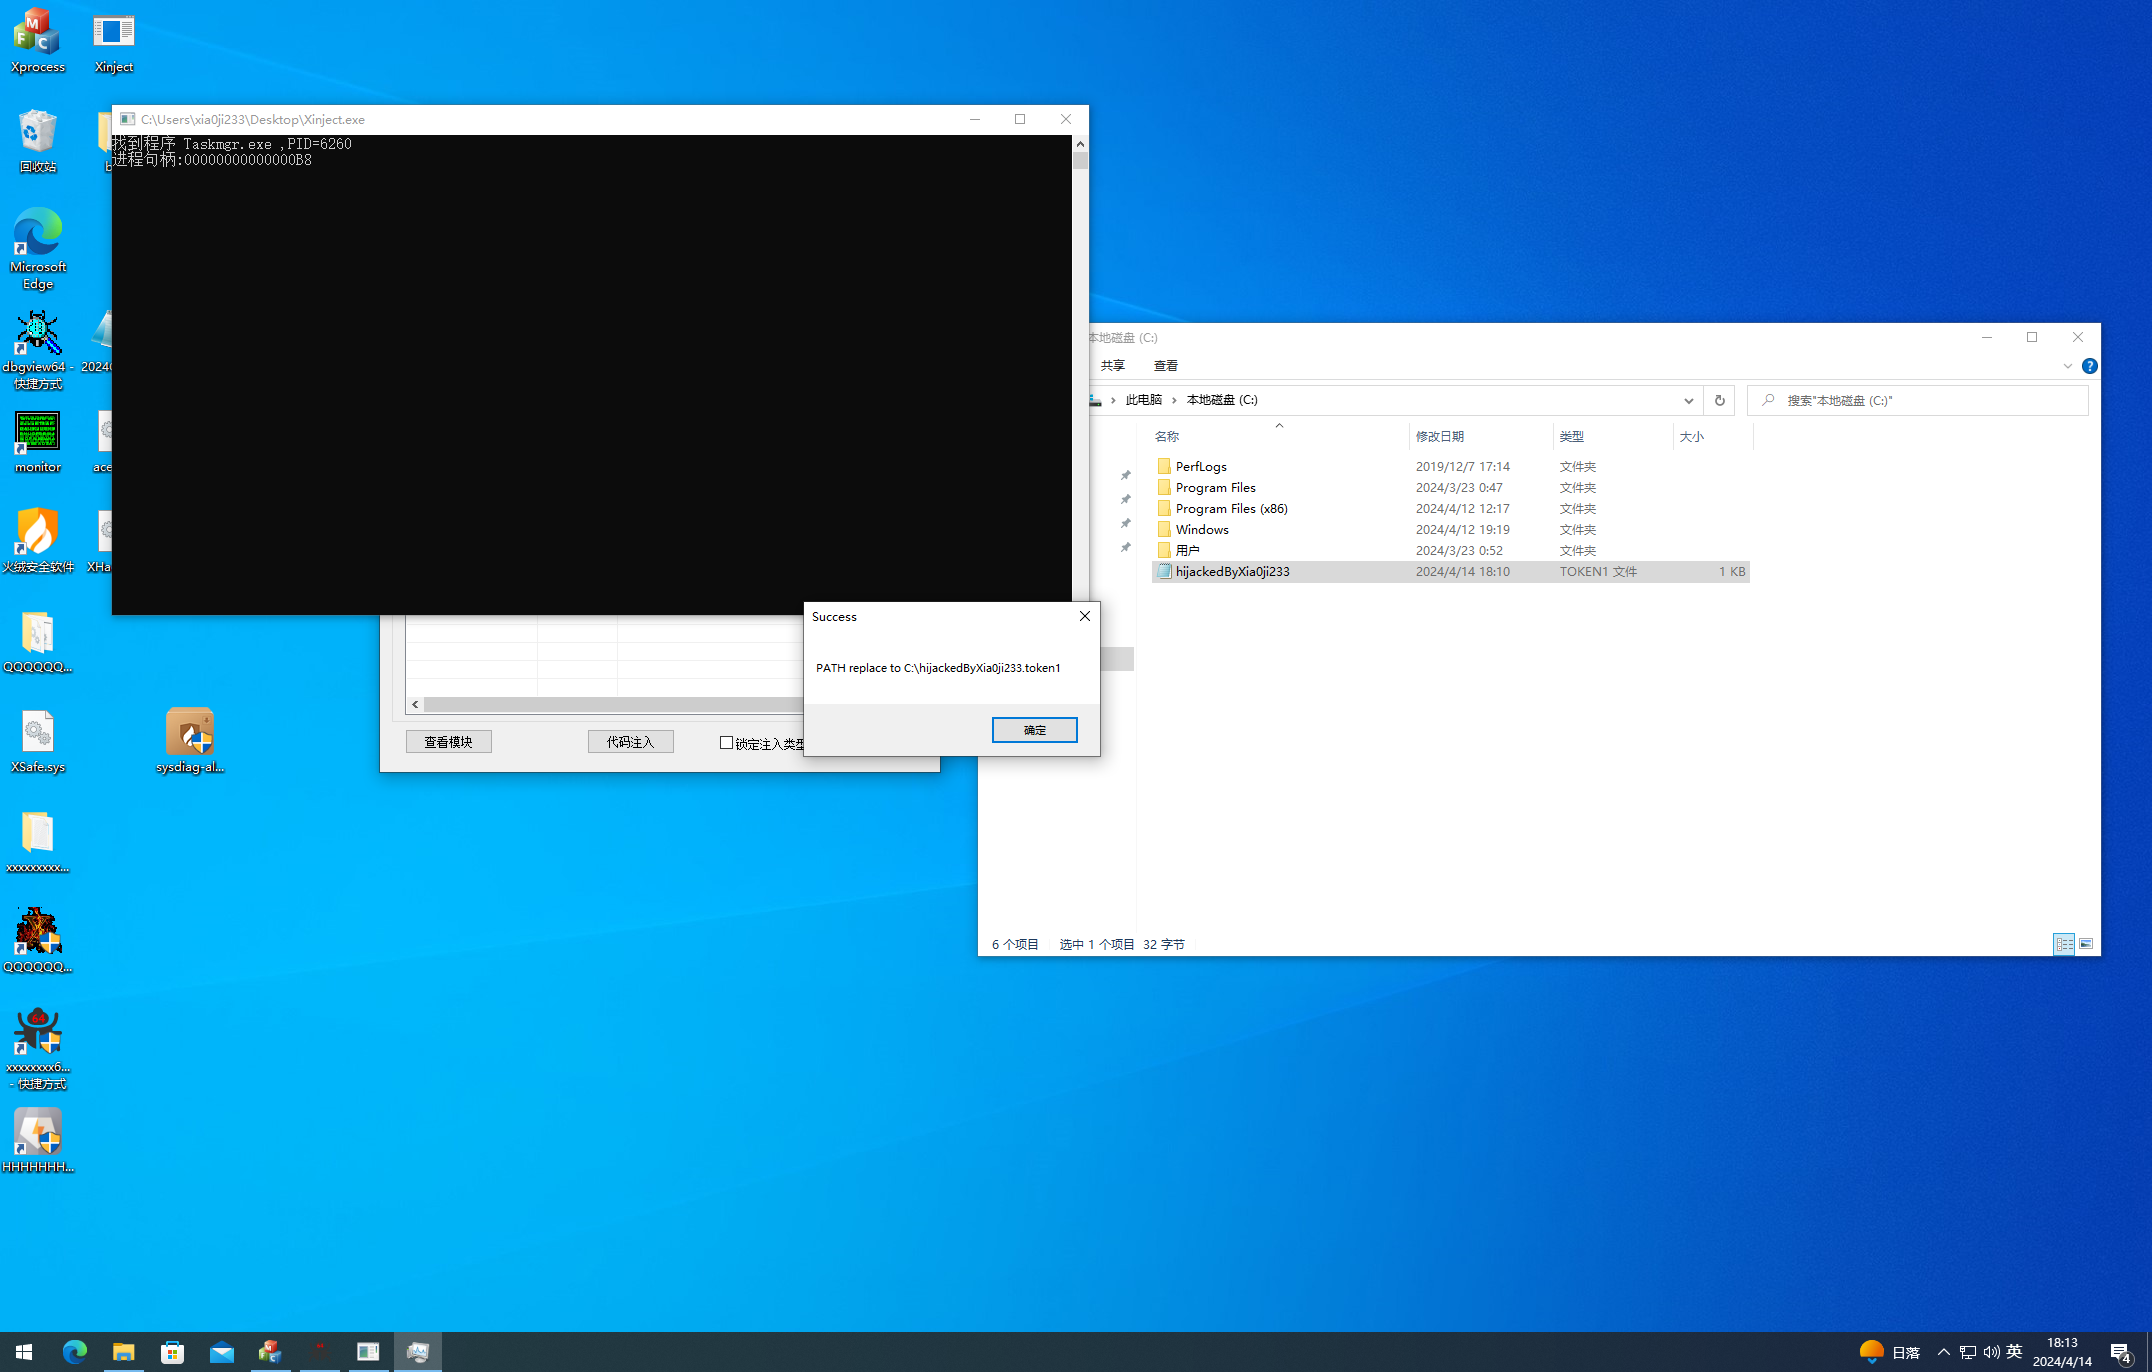 Xprocess
Xinject
回收站
Microsoft
Edge
dbgview64 -
快捷方式
monitor
火绒安全软件
QQQQQQ...
XSafe.sys
sysdiag-al...
xxxxxxxxx...
QQQQQQ...
xxxxxxxx6...
- 快捷方式
HHHHHHH...
C:\Users\xia0ji233\Desktop\Xinject.exe
找到程序 Taskmgr.exe ,PID=6260
进程句柄:00000000000000B8
查看模块
代码注入
锁定注入类型
Success
PATH replace to C:\hijackedByXia0ji233.token1
确定
本地磁盘 (C:)
共享
查看
此电脑 › 本地磁盘 (C:)
搜索"本地磁盘 (C:)"
名称 修改日期 类型 大小
PerfLogs 2019/12/7 17:14 文件夹
Program Files 2024/3/23 0:47 文件夹
Program Files (x86) 2024/4/12 12:17 文件夹
Windows 2024/4/12 19:19 文件夹
用户 2024/3/23 0:52 文件夹
hijackedByXia0ji233 2024/4/14 18:10 TOKEN1 文件 1 KB
6 个项目 选中 1 个项目 32 字节
日落
英
18:13
2024/4/14
4